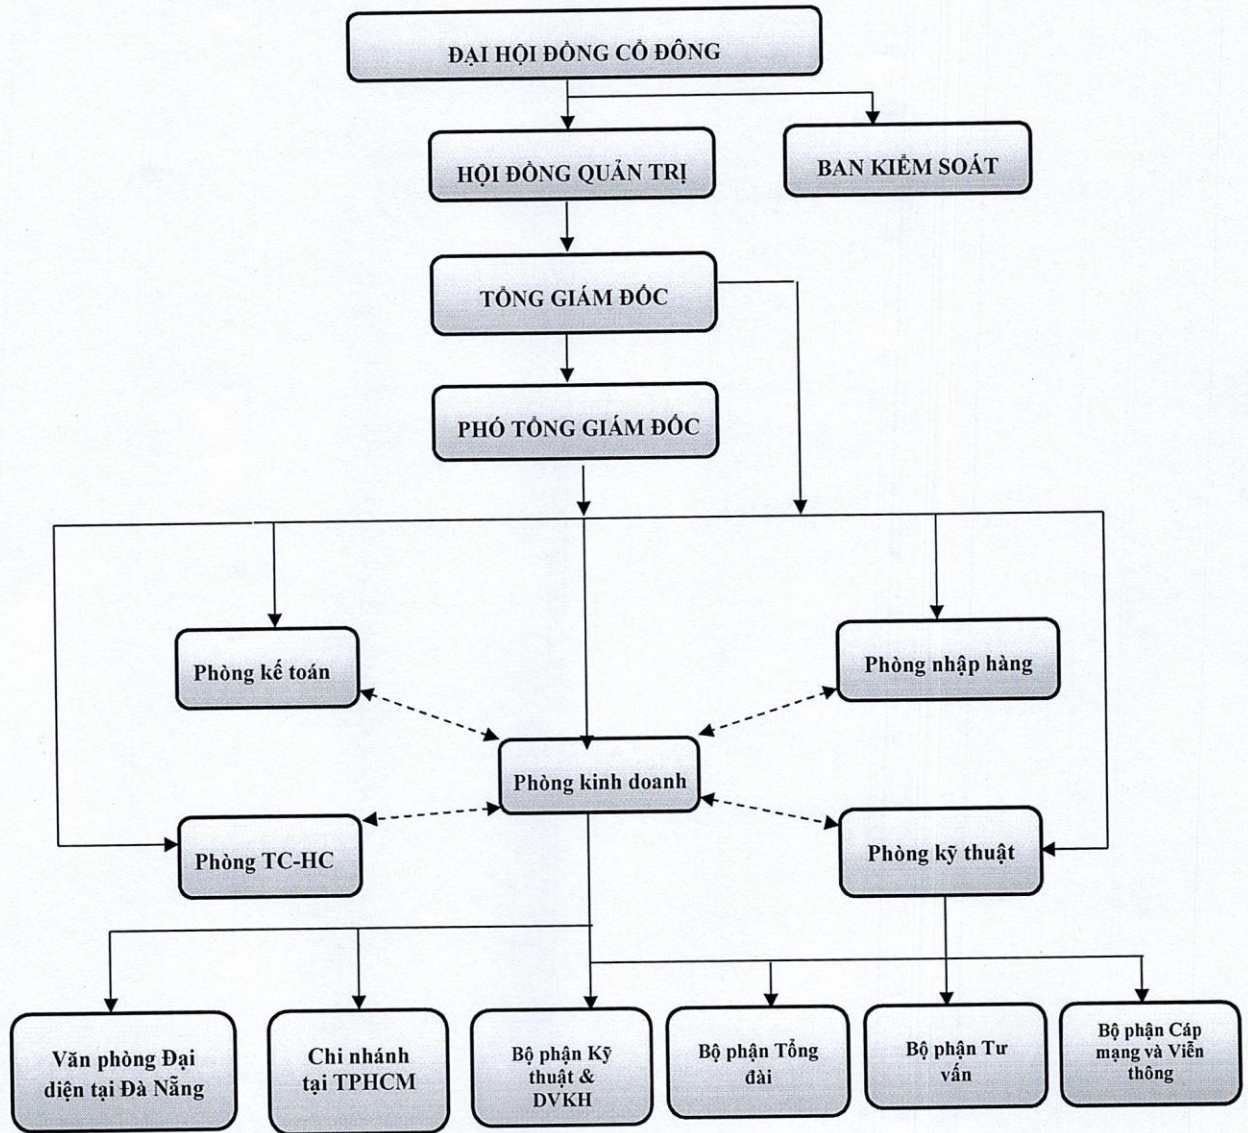 ĐẠI HỘI ĐỒNG CỔ ĐÔNG
HỘI ĐỒNG QUẢN TRỊ
BAN KIỂM SOÁT
TỔNG GIÁM ĐỐC
PHÓ TỔNG GIÁM ĐỐC
Phòng kế toán
Phòng nhập hàng
Phòng kinh doanh
Phòng TC-HC
Phòng kỹ thuật
Văn phòng Đại
diện tại Đà Nẵng
Chi nhánh
tại TPHCM
Bộ phận Kỹ
thuật &
DVKH
Bộ phận Tổng
đài
Bộ phận Tư
vấn
Bộ phận Cáp
mạng và Viễn
thông